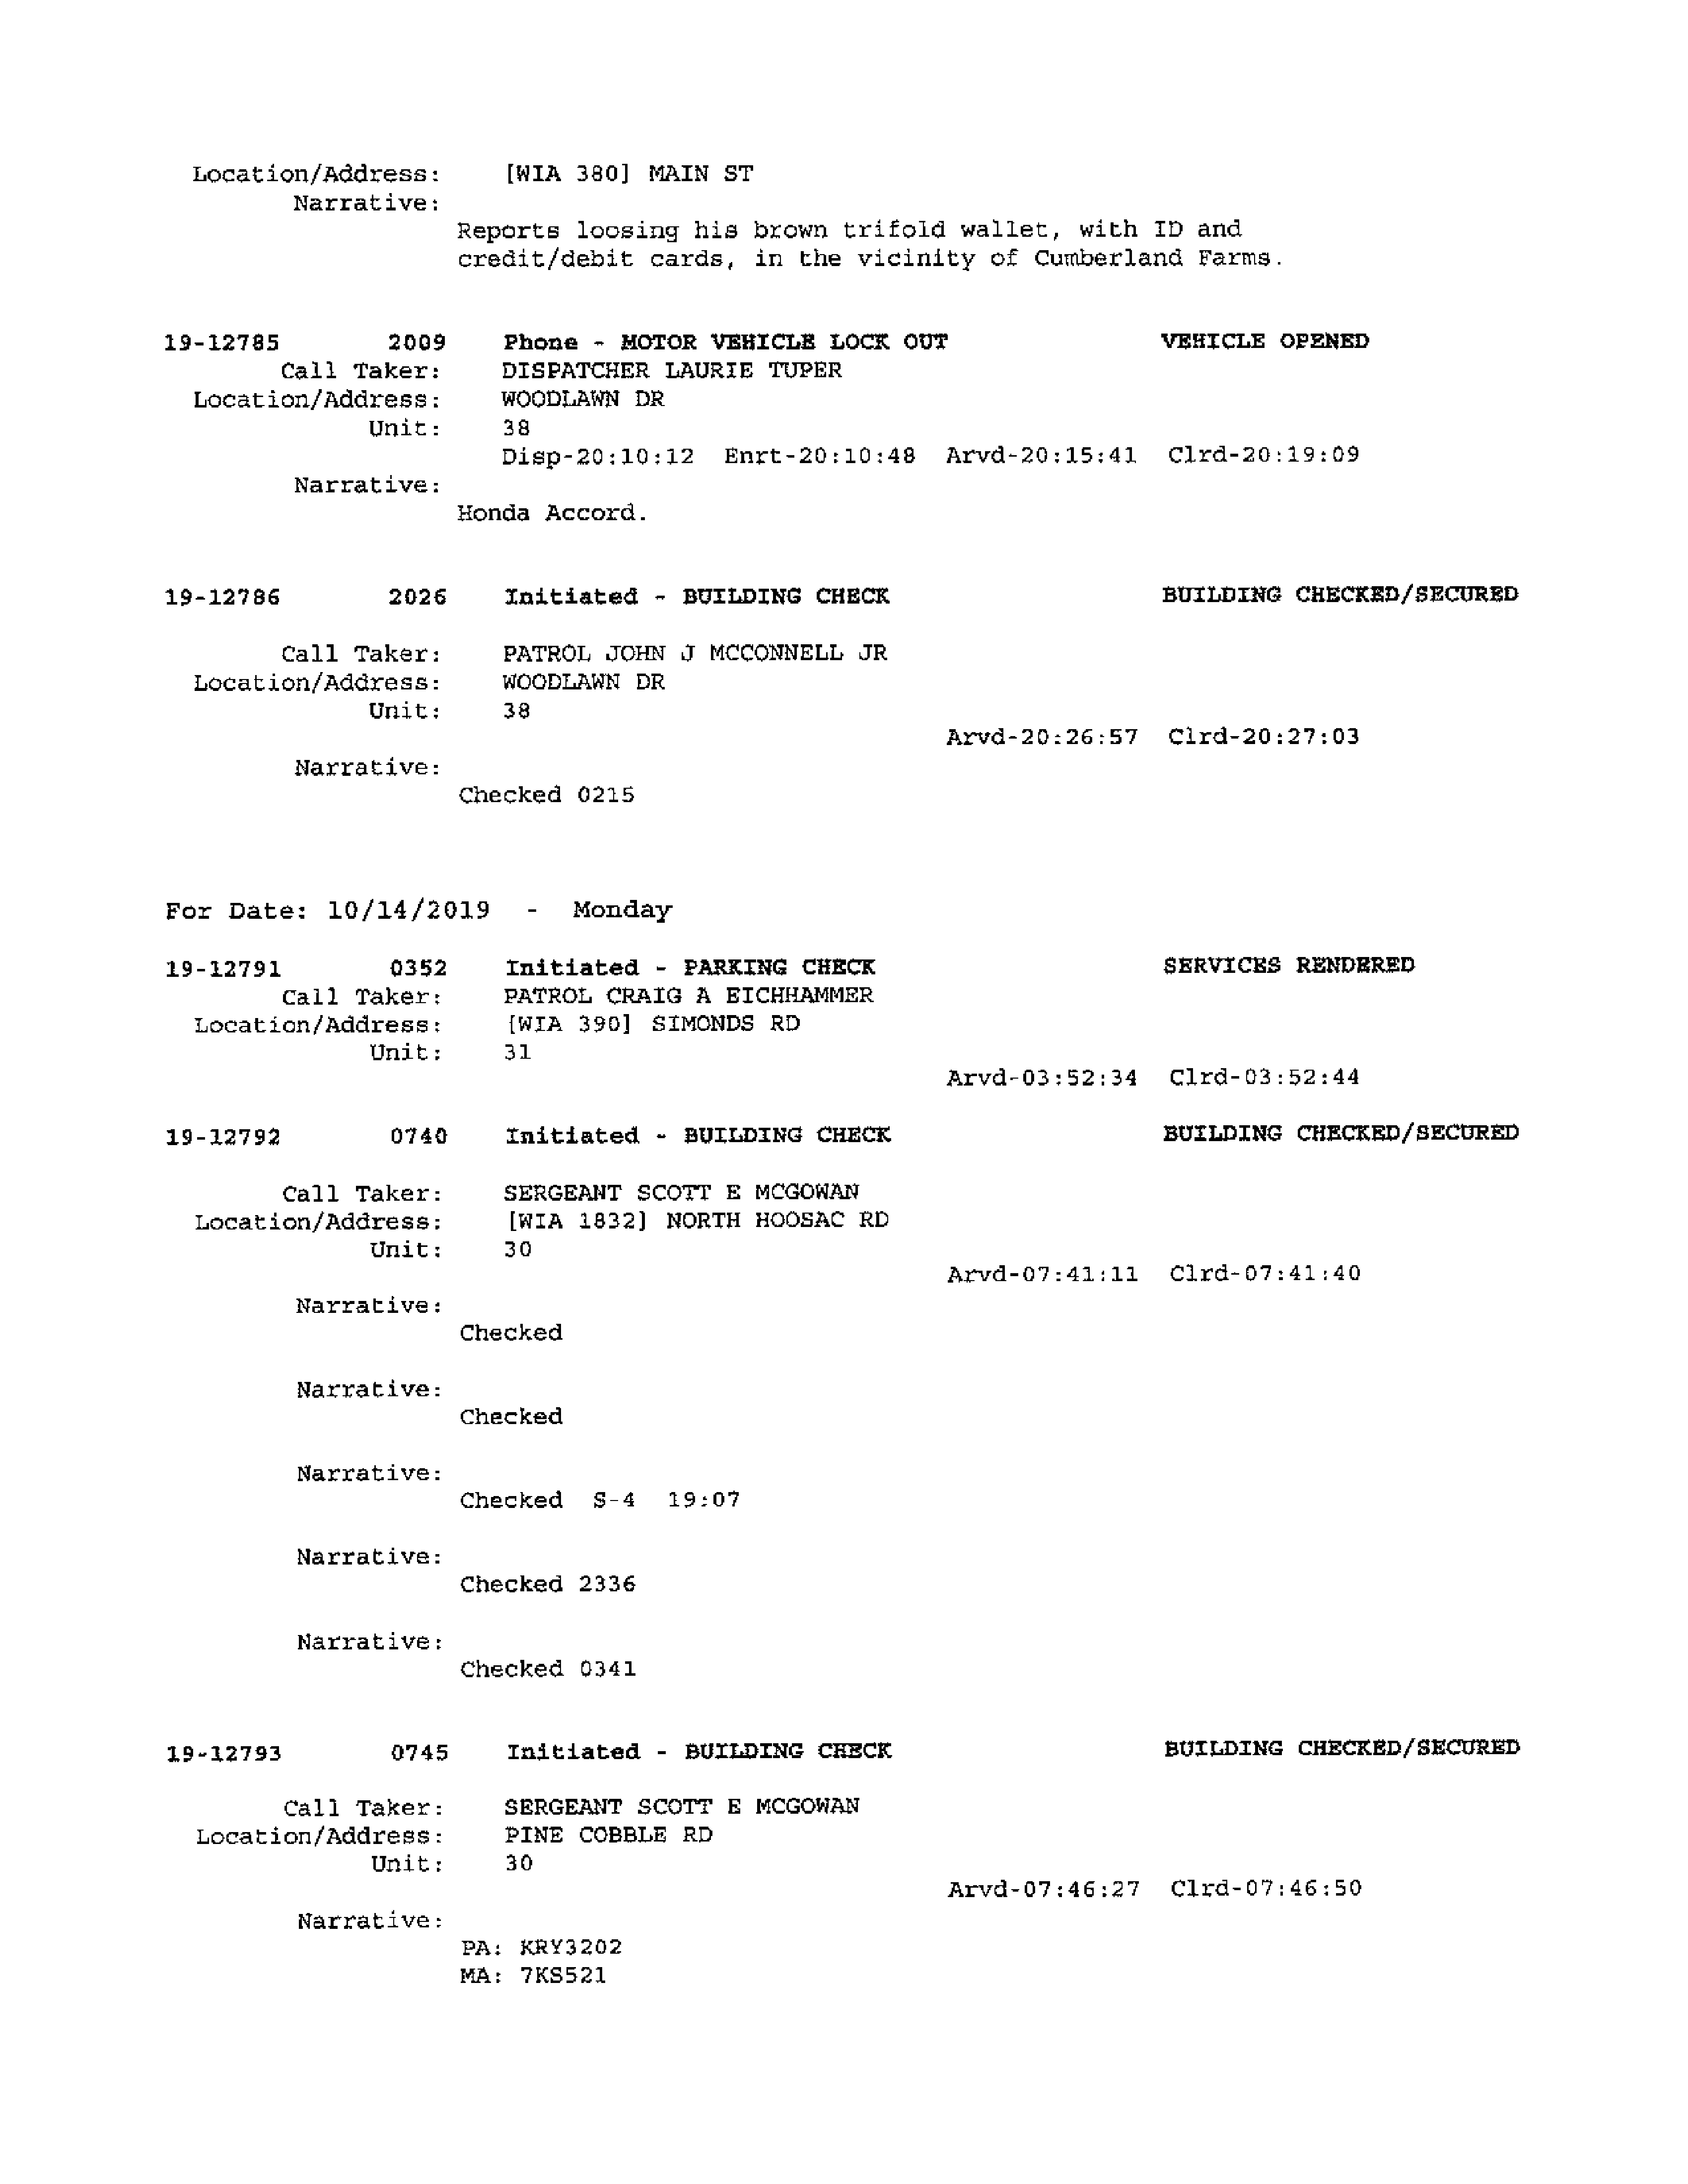 Location/Address: [WIA 380] MAIN ST
Narrative:
Reports loosing his brown trifold wallet, with ID and
credit/debit cards, in the vicinity of Cumberland Farms.
19-12785 2009 Phone - MOTOR VEHICLE LOCK OUT VEHICLE OPENED
Call Taker: DISPATCHER LAURIE TUPER
Location/Address: WOODLAWN DR
Unit: 38
Disp-20:10:12 Enrt-20:10:48 Arvd-20:15:41 Clrd-20:19:09
Narrative:
Honda Accord.
19-12786 2026 Initiated - BUILDING CHECK BUILDING CHECKED/SECURED
Call Taker: PATROL JOHN J MCCONNELL JR
Location/Address: WOODLAWN DR
Unit: 38
Arvd-20:26:57 Clrd-20:27:03
Narrative:
Checked 0215
For Date: 10/14/2019 - Monday
19-12791 0352 Initiated - PARKING CHECK SERVICES RENDERED
Call Taker: PATROL CRAIG A EICHHAMMER
Location/Address: [WIA 390] SIMONDS RD
Unit: 31
Arvd-03:52:34 Clrd-03:52:44
19-12792 0740 Initiated - BUILDING CHECK BUILDING CHECKED/SECURED
Call Taker: SERGEANT SCOTT E MCGOWAN
Location/Address: [WIA 1832] NORTH HOOSAC RD
Unit: 30
Arvd-07:41:11 Clrd-07:41:40
Narrative:
Checked
Narrative:
Checked
Narrative:
Checked S-4 19:07
Narrative:
Checked 2336
Narrative:
Checked 0341
19-12793 0745 Initiated - BUILDING CHECK BUILDING CHECKED/SECURED
Call Taker: SERGEANT SCOTT E MCGOWAN
Location/Address: PINE COBBLE RD
Unit: 30
Arvd-07:46:27 Clrd-07:46:50
Narrative:
PA: KRY3202
MA: 7KS521